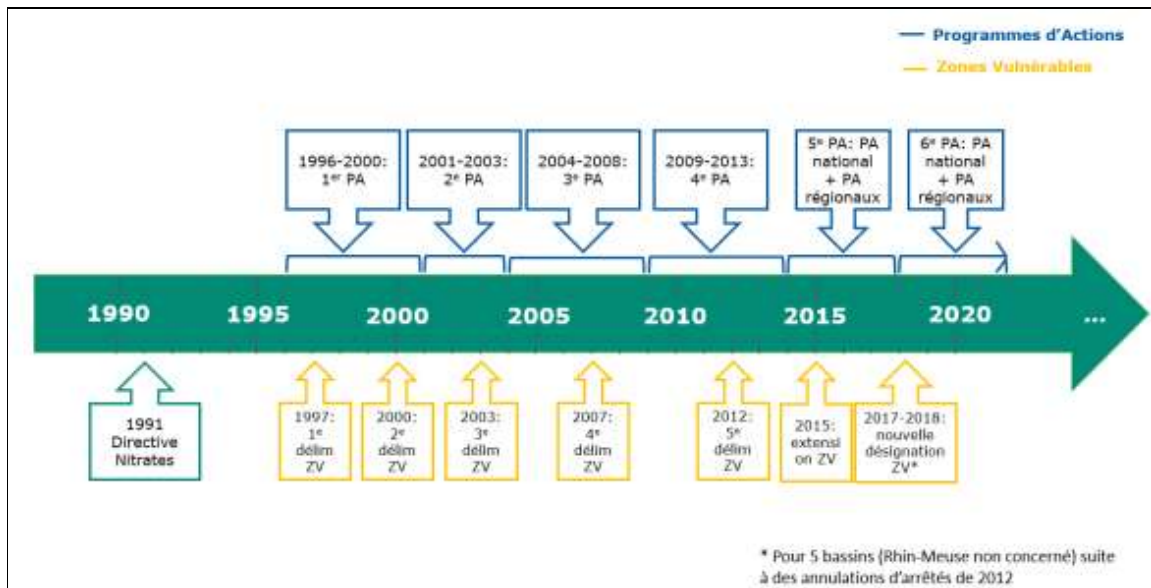 Programmes d'Actions
Zones Vulnérables
1996-2000:
1er PA
2001-2003:
2e PA
2004-2008:
3e PA
2009-2013:
4e PA
5e PA: PA
national
+ PA
régionaux
6e PA: PA
national
+ PA
régionaux
1990
1995
2000
2005
2010
2015
2020
...
1991
Directive
Nitrates
1997:
1e
délim
ZV
2000:
2e
délim
ZV
2003:
3e
délim
ZV
2007:
4e
délim
ZV
2012:
5e
délim
ZV
2015:
extensi
on ZV
2017-2018:
nouvelle
désignation
ZV*
* Pour 5 bassins (Rhin-Meuse non concerné) suite
à des annulations d'arrêtés de 2012